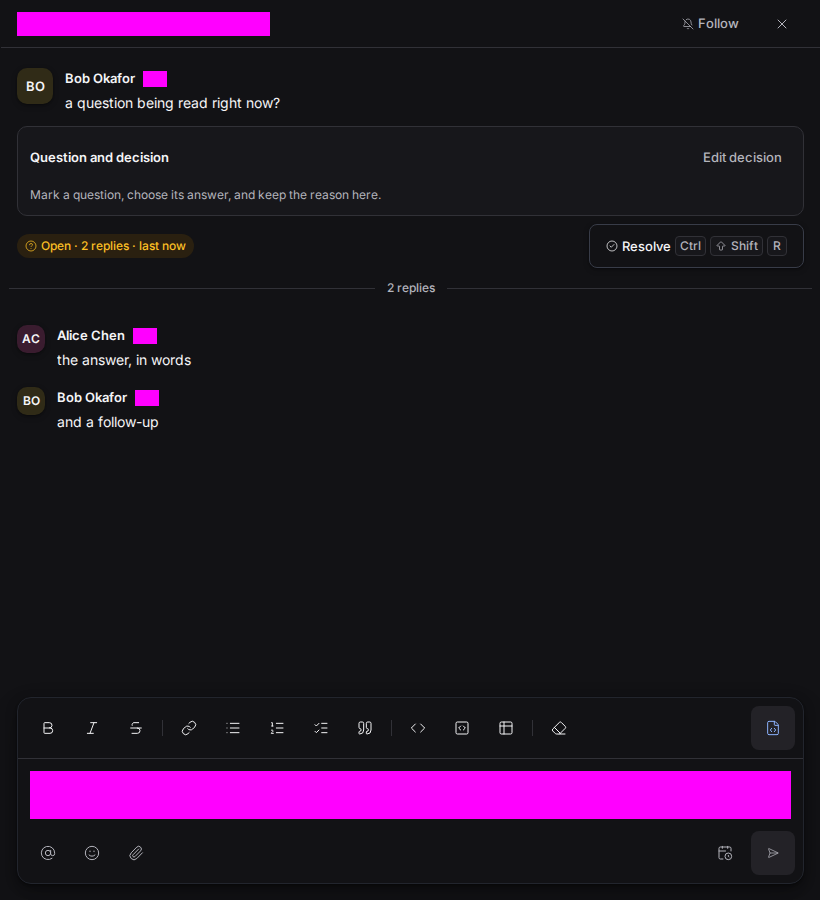 Follow
BO
Bob Okafor
a question being read right now?
Question and decision
Edit decision
Mark a question, choose its answer, and keep the reason here.
Open · 2 replies · last now
Resolve Ctrl Shift R
2 replies
AC
Alice Chen
the answer, in words
BO
Bob Okafor
and a follow-up